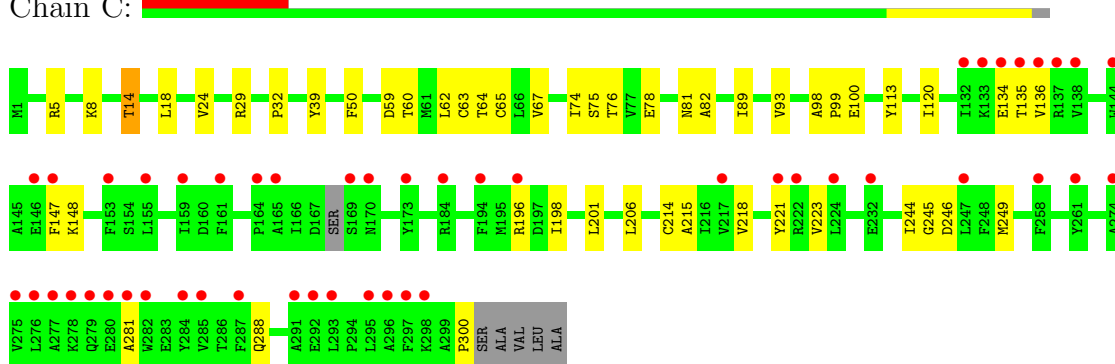 Chain C:
M1 R5 K8 T14 L18 V24 R29 P32 Y39 F50 D59 T60 M61 L62 C63 T64 C65 L66 V67 I74 S75 T76 V77 E78 N81 A82 I89 V93 A98 P99 E100 Y113 I120 I132 K133 E134 T135 V136 R137 V138 W144
A145 E146 F147 K148 F153 S154 L155 I159 D160 F161 P164 A165 I166 D167 SER S169 N170 Y173 R184 F194 M195 R196 D197 I198 L201 L206 C214 A215 I216 V217 V218 Y221 R222 V223 L224 E232 I244 G245 D246 L247 F248 M249 F258 Y261 A274
V275 L276 A277 K278 Q279 E280 A281 W282 E283 Y284 V285 T286 F287 Q288 A291 E292 L293 P294 L295 A296 F297 K298 A299 P300 SER ALA VAL LEU ALA